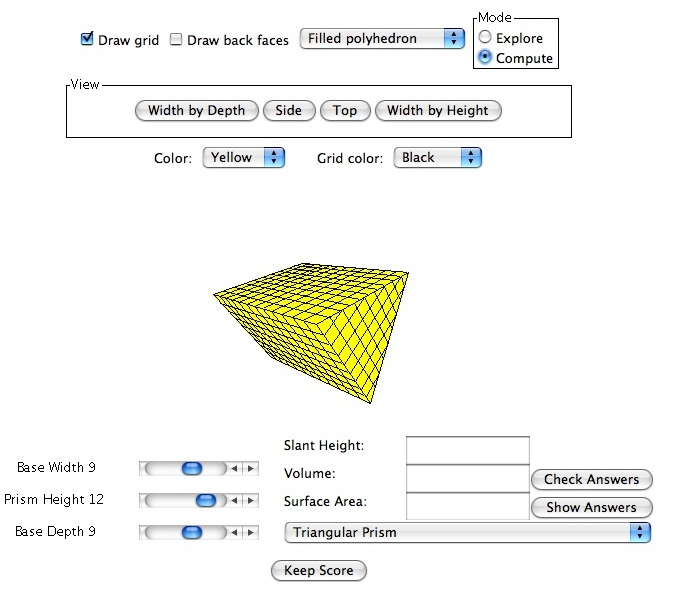 Mode
Draw grid Draw back faces Filled polyhedron Explore
Compute
View
Width by Depth Side Top Width by Height
Color: Yellow Grid color: Black
Slant Height:
Base Width 9
Volume:
Check Answers
Prism Height 12
Surface Area:
Show Answers
Base Depth 9
Triangular Prism
Keep Score